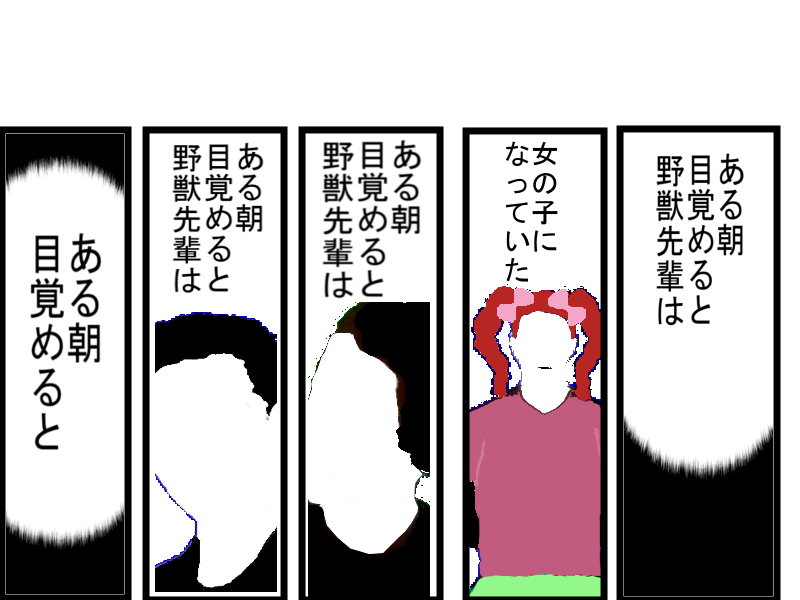 ある朝
目覚めると
野獣先輩は
女の子に
なっていた
ある朝
目覚めると
野獣先輩は
ある朝
目覚めると
野獣先輩は
ある朝
目覚めると